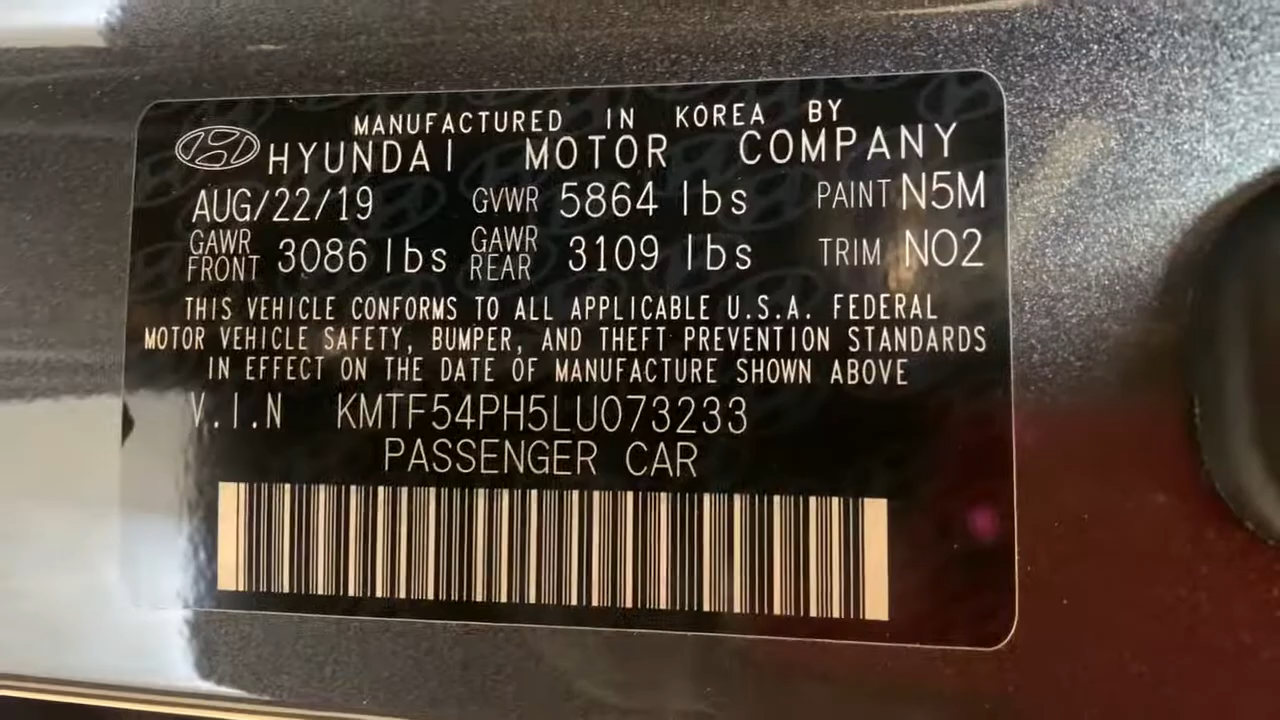 MANUFACTURED IN KOREA BY
HYUNDAI MOTOR COMPANY
AUG/22/19 GVWR 5864 lbs PAINT N5M
GAWR FRONT 3086 lbs GAWR REAR 3109 lbs TRIM NO2
THIS VEHICLE CONFORMS TO ALL APPLICABLE U.S.A. FEDERAL
MOTOR VEHICLE SAFETY, BUMPER, AND THEFT PREVENTION STANDARDS
IN EFFECT ON THE DATE OF MANUFACTURE SHOWN ABOVE
V.I.N KMTF54PH5LU073233
PASSENGER CAR